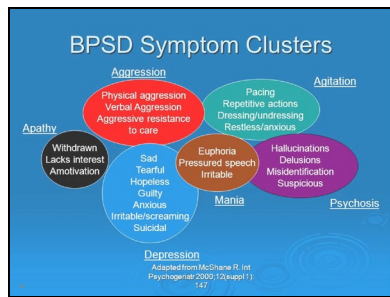 BPSD Symptom Clusters
Aggression
Physical aggression
Verbal Aggression
Aggressive resistance
to care
Agitation
Pacing
Repetitive actions
Dressing/undressing
Restless/anxious
Apathy
Withdrawn
Lacks interest
Amotivation
Sad
Tearful
Hopeless
Guilty
Anxious
Irritable/screaming
Suicidal
Depression
Euphoria
Pressured speech
Irritable
Mania
Hallucinations
Delusions
Misidentification
Suspicious
Psychosis
Adapted from McShane R. Int
Psychogeriatr 2000;12(suppl 1):
147